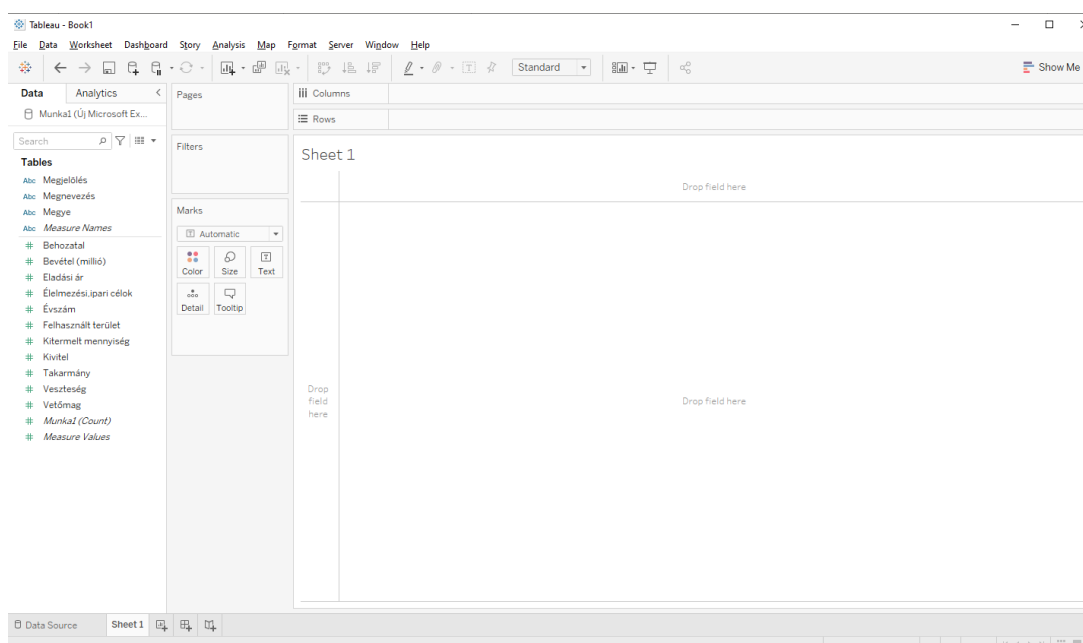 Tableau - Book1
File Data Worksheet Dashboard Story Analysis Map Format Server Window Help
Standard
Show Me
Data Analytics
Munka1 (Új Microsoft Ex...
Search
Tables
Abc Megjelölés
Abc Megnevezés
Abc Megye
Abc Measure Names
# Behozatal
# Bevétel (millió)
# Eladási ár
# Élelmezési,ipari célok
# Évszám
# Felhasznált terület
# Kitermelt mennyiség
# Kivitel
# Takarmány
# Veszteség
# Vetőmag
# Munka1 (Count)
# Measure Values
Pages
Filters
Marks
Automatic
Color Size Text
Detail Tooltip
Columns
Rows
Sheet 1
Drop field here
Drop
field
here
Drop field here
Data Source Sheet 1